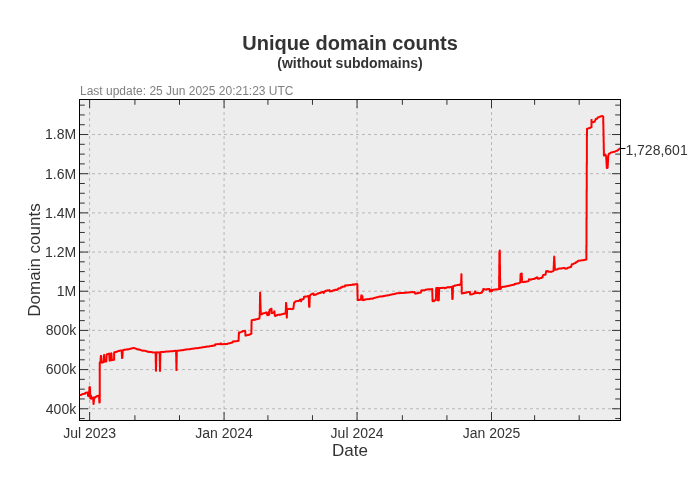 Unique domain counts
(without subdomains)
Last update: 25 Jun 2025 20:21:23 UTC
1.8M
1,728,601
1.6M
1.4M
1.2M
1M
800k
600k
400k
Domain counts
Jul 2023 Jan 2024 Jul 2024 Jan 2025
Date